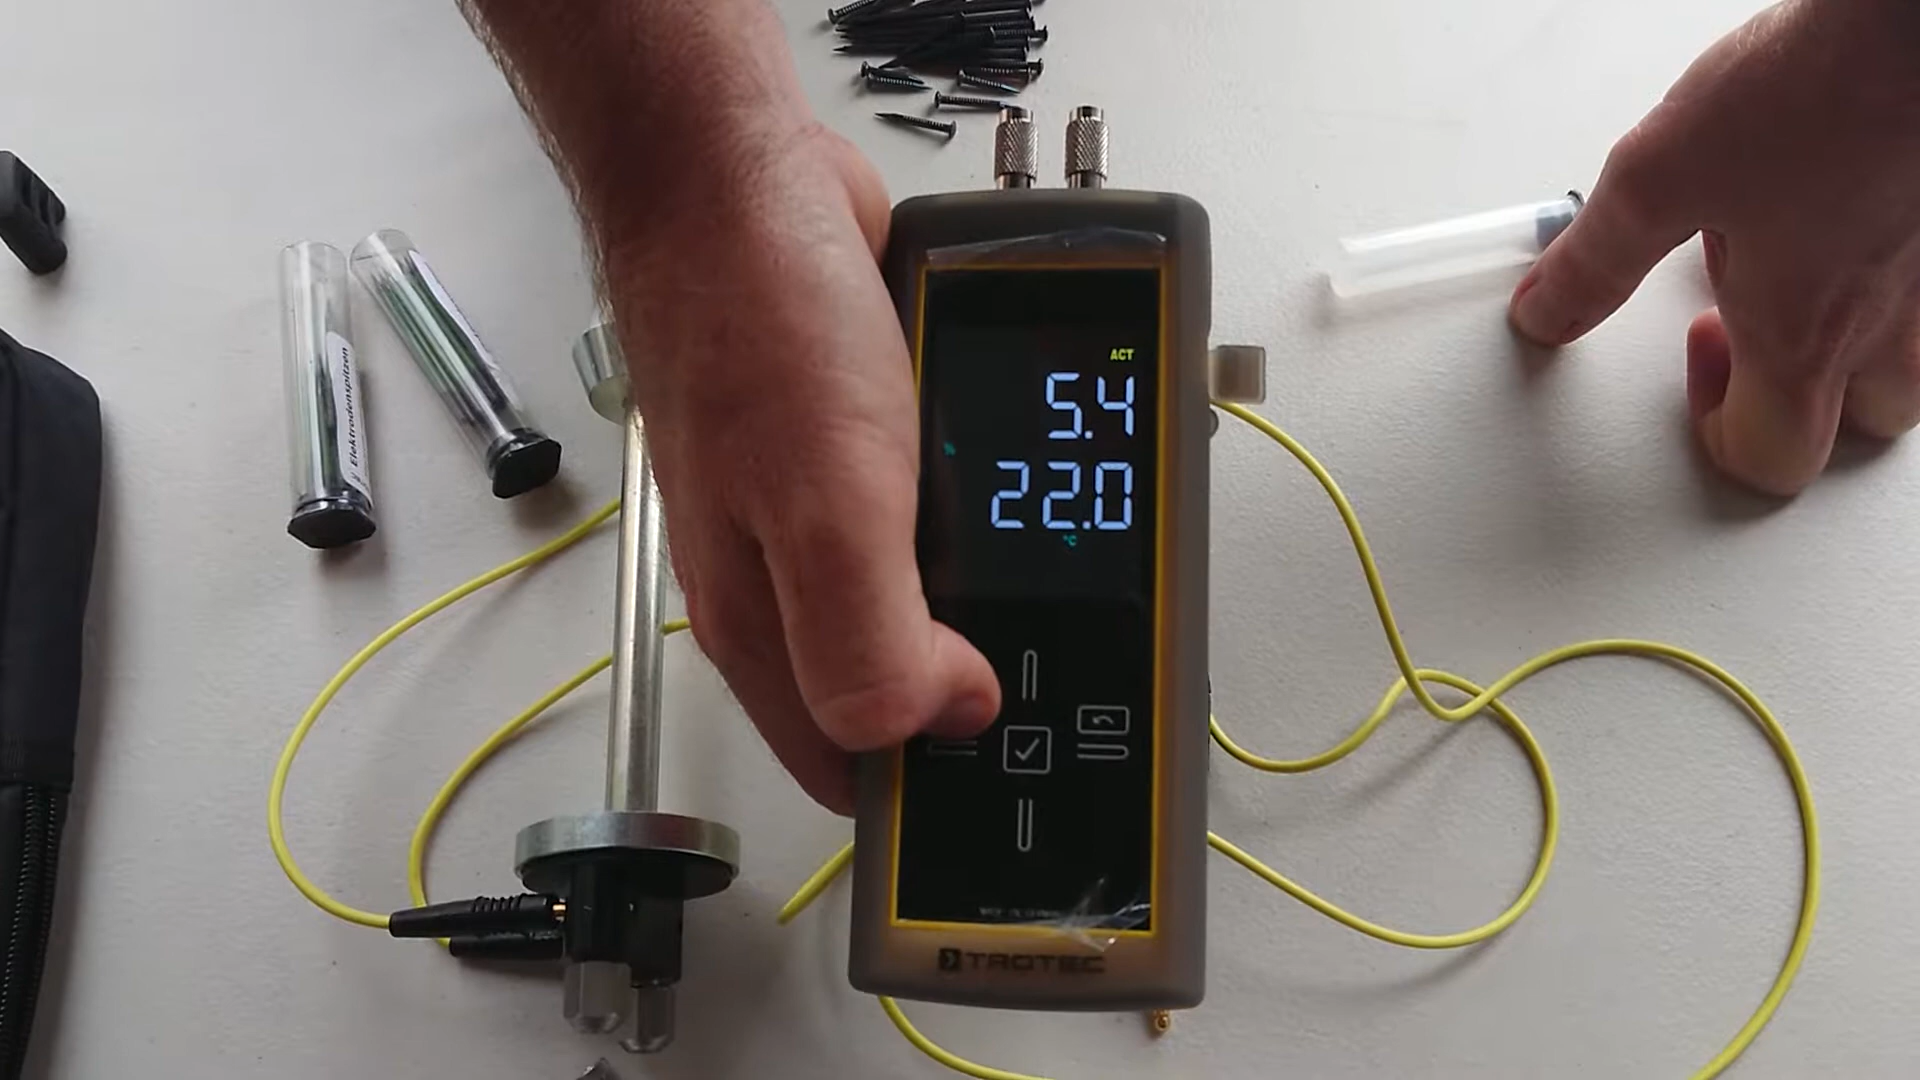 ACT
5.4
%
22.0
°C
TROTEC
Elektrodenspitzen